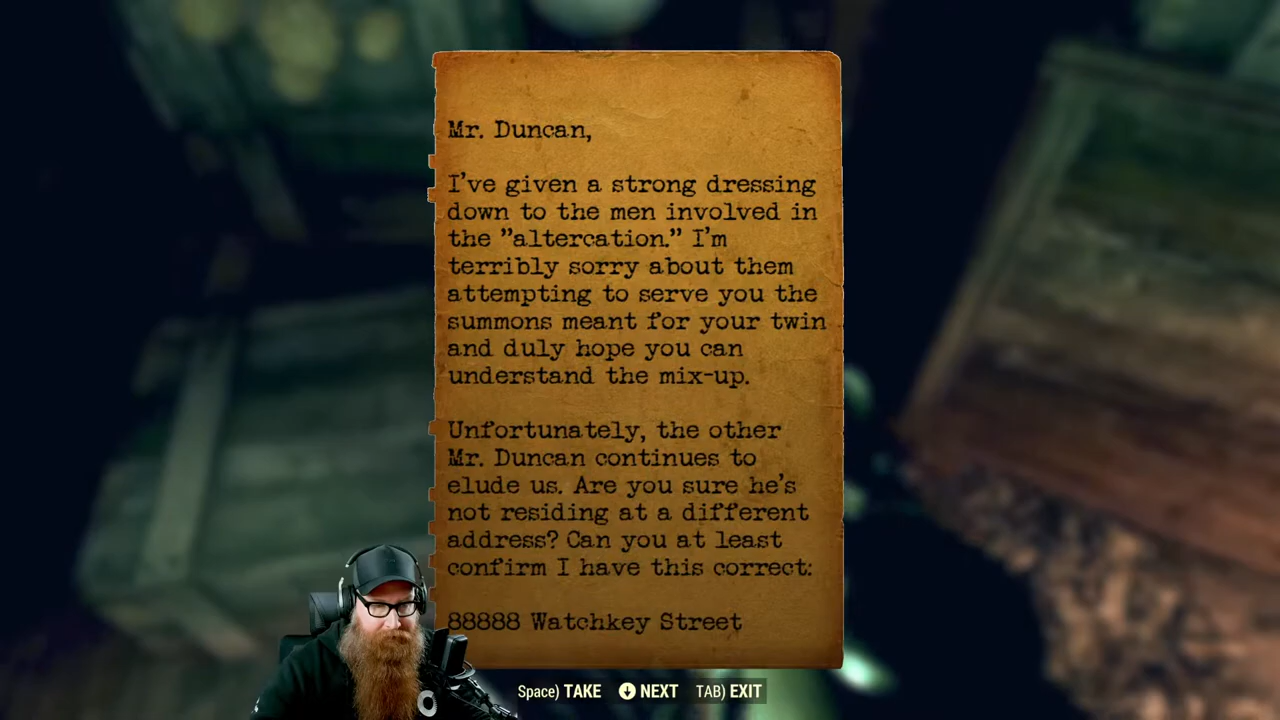 Mr. Duncan,
I've given a strong dressing
down to the men involved in
the "altercation." I'm
terribly sorry about them
attempting to serve you the
summons meant for your twin
and duly hope you can
understand the mix-up.
Unfortunately, the other
Mr. Duncan continues to
elude us. Are you sure he's
not residing at a different
address? Can you at least
confirm I have this correct:
88888 Watchkey Street
Space) TAKE NEXT TAB) EXIT